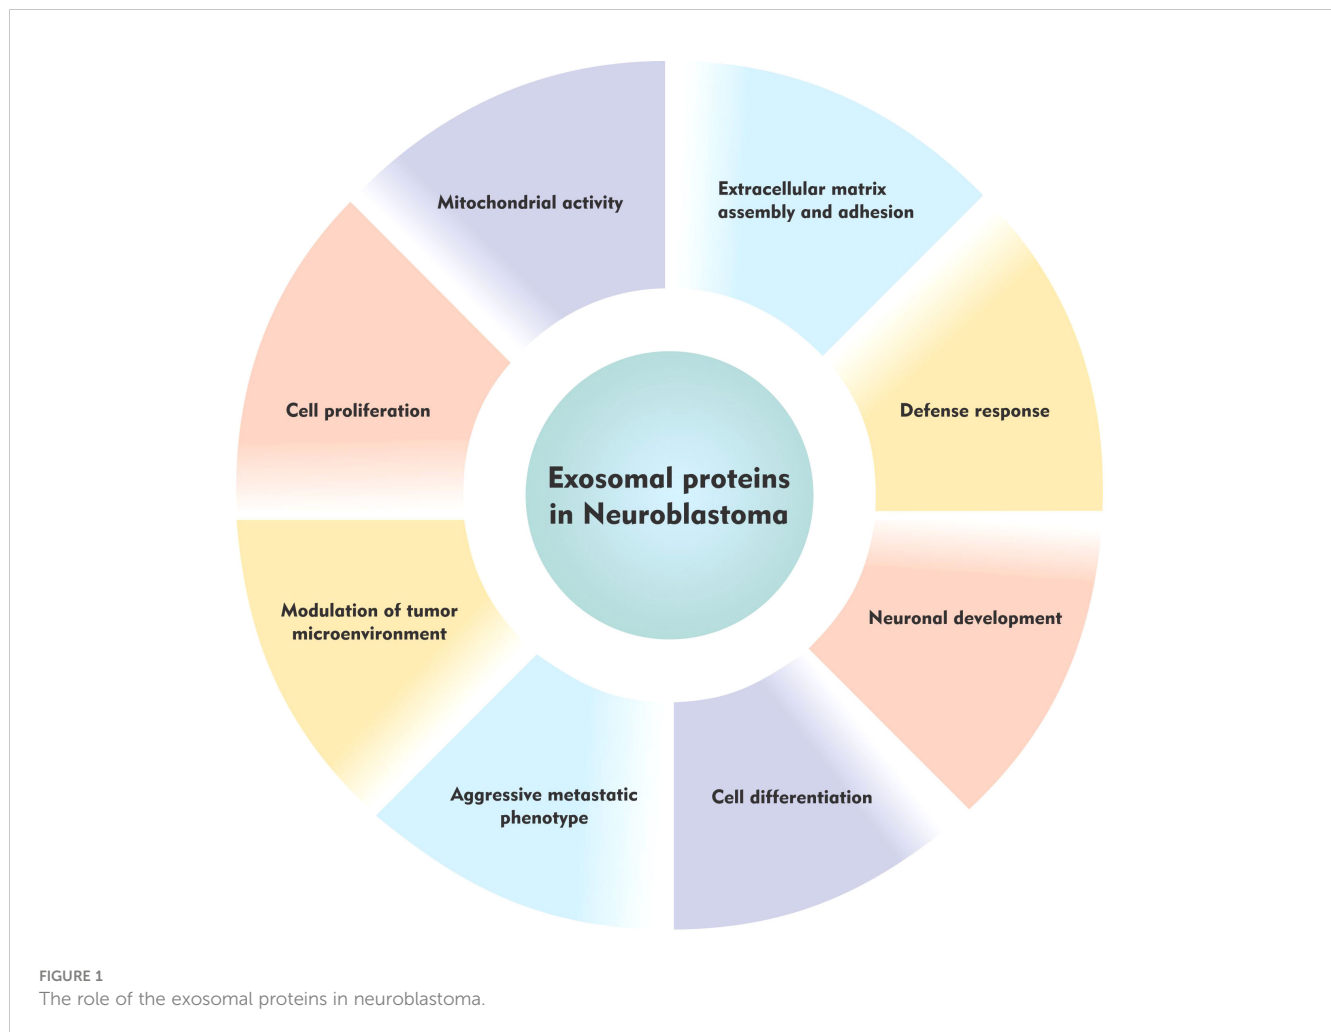 Mitochondrial activity
Extracellular matrix
assembly and adhesion
Defense response
Neuronal development
Cell differentiation
Aggressive metastatic
phenotype
Modulation of tumor
microenvironment
Cell proliferation
Exosomal proteins
in Neuroblastoma
FIGURE 1
The role of the exosomal proteins in neuroblastoma.